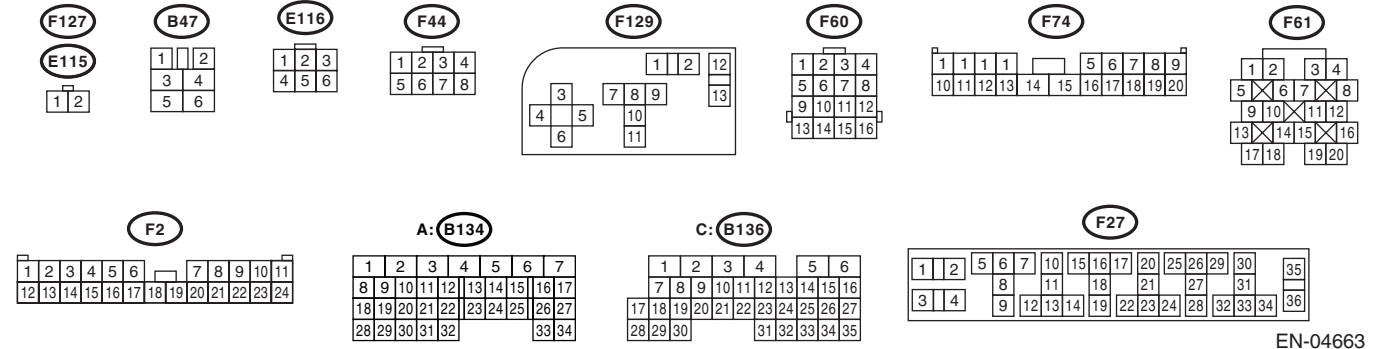 F127 B47 E116 F44 F129 F60 F74 F61
E115
1 2
1 2
3 4
5 6
1 2 3
4 5 6
1 2 3 4
5 6 7 8
1 2 12
3 7 8 9 13
4 5 10
6 11
1 2 3 4
5 6 7 8
9 10 11 12
13 14 15 16
1 1 1 1 5 6 7 8 9
10 11 12 13 14 15 16 17 18 19 20
1 2 3 4
5 6 7 8
9 10 11 12
13 14 15 16
17 18 19 20
F2 A: B134 C: B136 F27
1 2 3 4 5 6 7 8 9 10 11
12 13 14 15 16 17 18 19 20 21 22 23 24
1 2 3 4 5 6 7
8 9 10 11 12 13 14 15 16 17
18 19 20 21 22 23 24 25 26 27
28 29 30 31 32 33 34
1 2 3 4 5 6
7 8 9 10 11 12 13 14 15 16
17 18 19 20 21 22 23 24 25 26 27
28 29 30 31 32 33 34 35
1 2 5 6 7 10 15 16 17 20 25 26 29 30 35
8 11 18 21 27 31
3 4 9 12 13 14 19 22 23 24 28 32 33 34 36
EN-04663